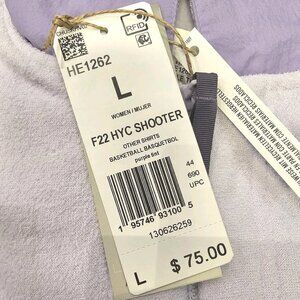 RFID
HE1262
L
WOMEN / MUJER
F22 HYC SHOOTER
OTHER SHIRTS
BASKETBALL BÁSQUETBOL
purple tint
44
690
UPC
1 95746 93100 5
130626259
L $ 75.00